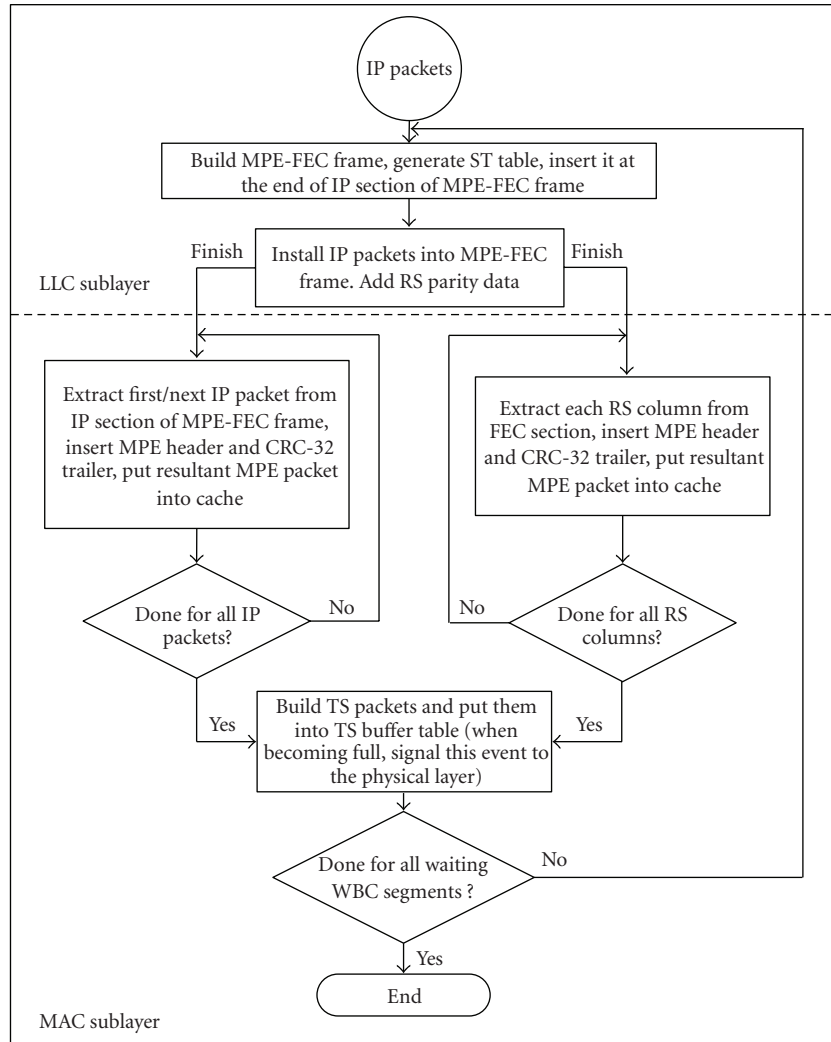 IP packets
Build MPE-FEC frame, generate ST table, insert it at
the end of IP section of MPE-FEC frame
Finish
Install IP packets into MPE-FEC
frame. Add RS parity data
Finish
LLC sublayer
Extract first/next IP packet from
IP section of MPE-FEC frame,
insert MPE header and CRC-32
trailer, put resultant MPE packet
into cache
Extract each RS column from
FEC section, insert MPE header
and CRC-32 trailer, put resultant
MPE packet into cache
Done for all IP
packets?
No
No
Done for all RS
columns?
Yes
Build TS packets and put them
into TS buffer table (when
becoming full, signal this event to
the physical layer)
Yes
Done for all waiting
WBC segments ?
No
Yes
End
MAC sublayer